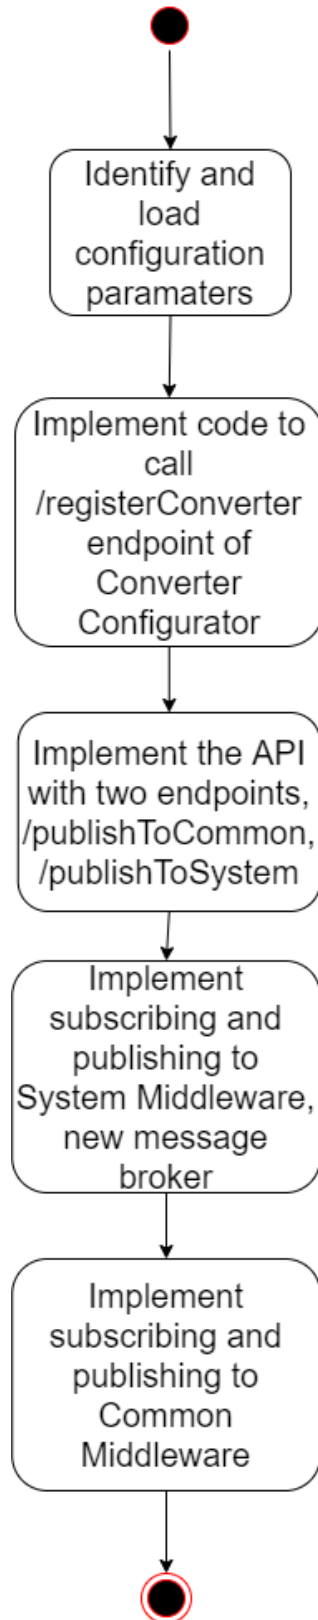 Identify and
load
configuration
paramaters
Implement code to
call
/registerConverter
endpoint of
Converter
Configurator
Implement the API
with two endpoints,
/publishToCommon,
/publishToSystem
Implement
subscribing and
publishing to
System Middleware,
new message
broker
Implement
subscribing and
publishing to
Common
Middleware